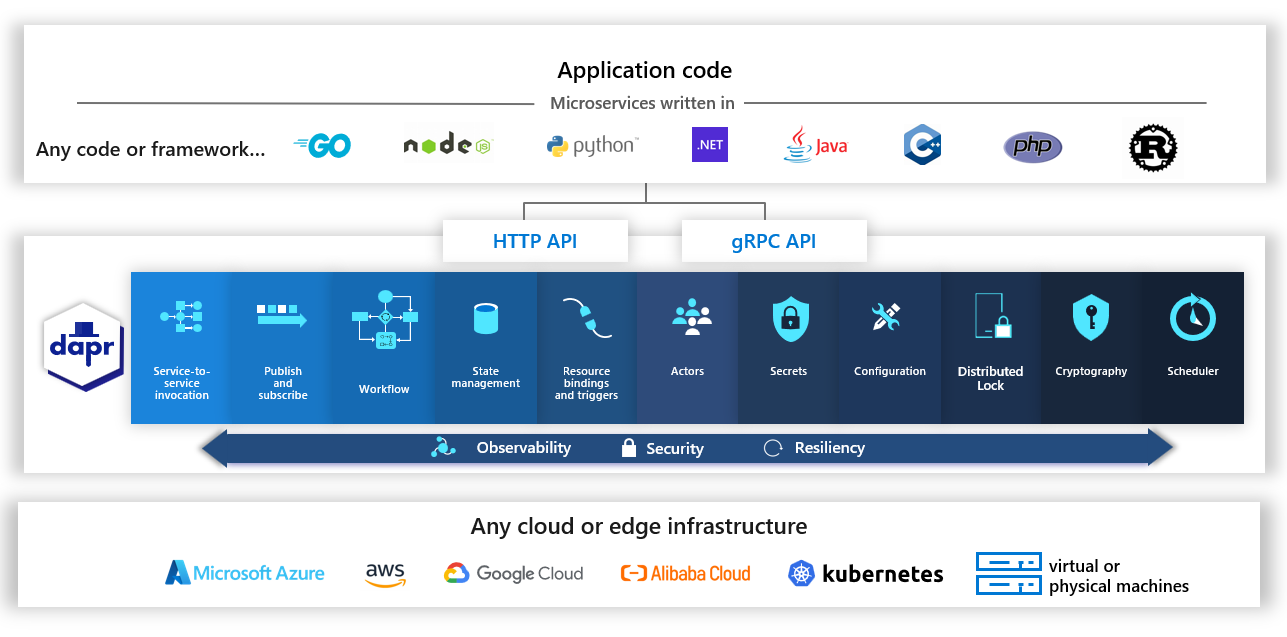 Application code
Microservices written in
Any code or framework...
GO
node
JS
python™
.NET
Java
C++
php
R
HTTP API
gRPC API
dapr
Service-to-
service
invocation
Publish
and
subscribe
Workflow
State
management
Resource
bindings
and triggers
Actors
Secrets
Configuration
Distributed
Lock
Cryptography
Scheduler
Observability
Security
Resiliency
Any cloud or edge infrastructure
Microsoft Azure
aws
Google Cloud
Alibaba Cloud
kubernetes
virtual or
physical machines